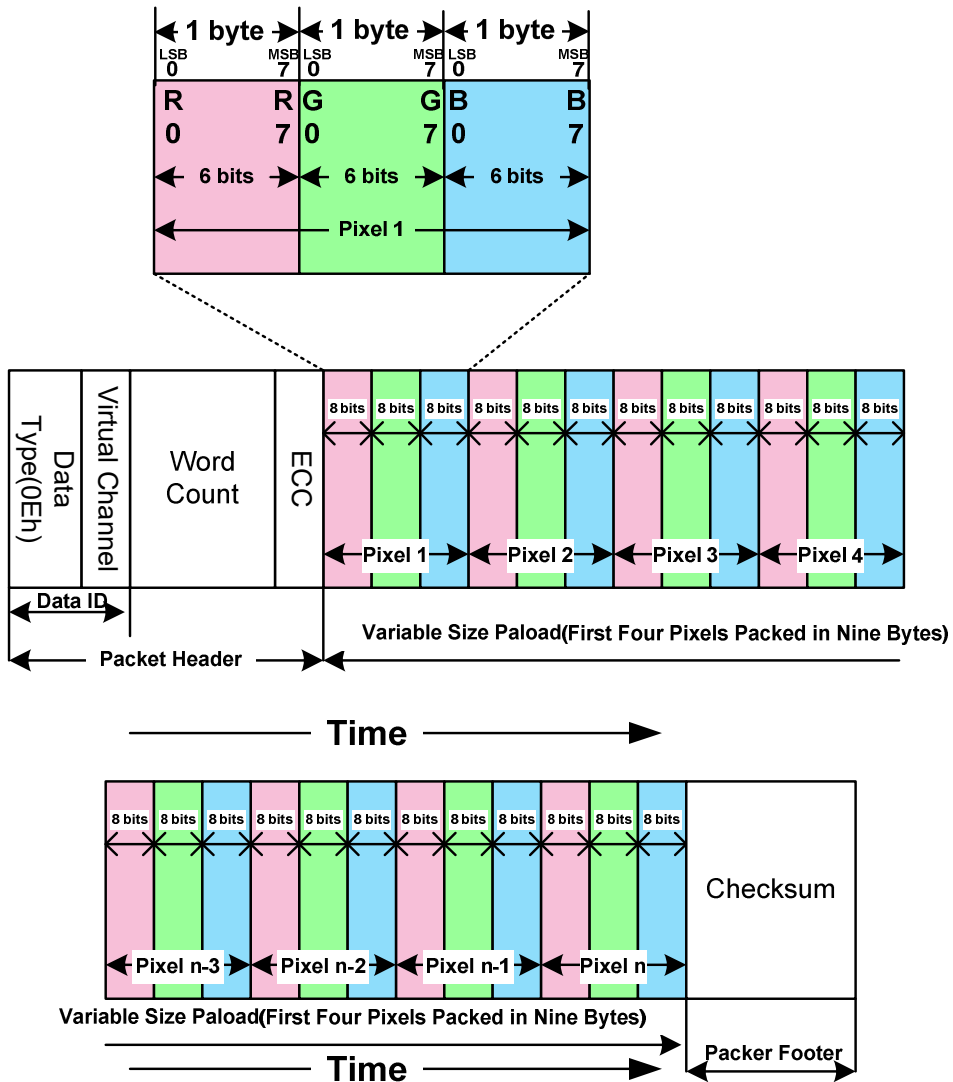 1 byte 1 byte 1 byte
LSB MSB LSB MSB LSB MSB
0 7 0 7 0 7
R R G G B B
0 7 0 7 0 7
6 bits 6 bits 6 bits
Pixel 1
Data Type(0Eh)
Virtual Channel
Word Count
ECC
8 bits 8 bits 8 bits 8 bits 8 bits 8 bits 8 bits 8 bits 8 bits 8 bits 8 bits 8 bits
Pixel 1 Pixel 2 Pixel 3 Pixel 4
Data ID
Variable Size Paload(First Four Pixels Packed in Nine Bytes)
Packet Header
Time
8 bits 8 bits 8 bits 8 bits 8 bits 8 bits 8 bits 8 bits 8 bits 8 bits 8 bits 8 bits
Checksum
Pixel n-3 Pixel n-2 Pixel n-1 Pixel n
Variable Size Paload(First Four Pixels Packed in Nine Bytes)
Packer Footer
Time